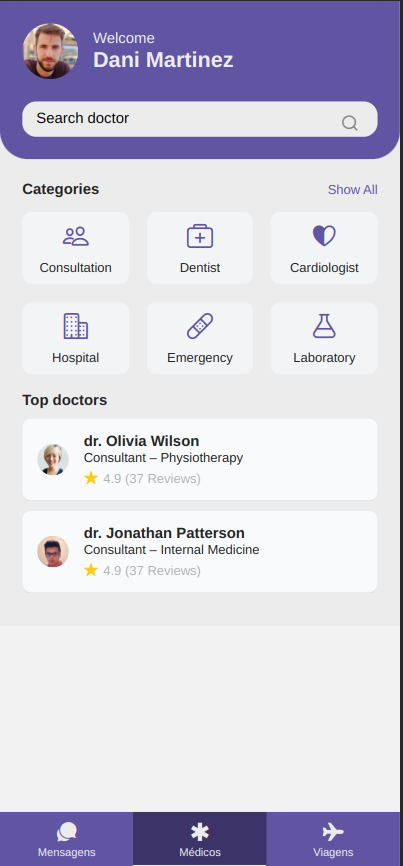 Welcome
Dani Martinez
Search doctor
Categories Show All
Consultation Dentist Cardiologist
Hospital Emergency Laboratory
Top doctors
dr. Olivia Wilson
Consultant – Physiotherapy
4.9 (37 Reviews)
dr. Jonathan Patterson
Consultant – Internal Medicine
4.9 (37 Reviews)
Mensagens Médicos Viagens